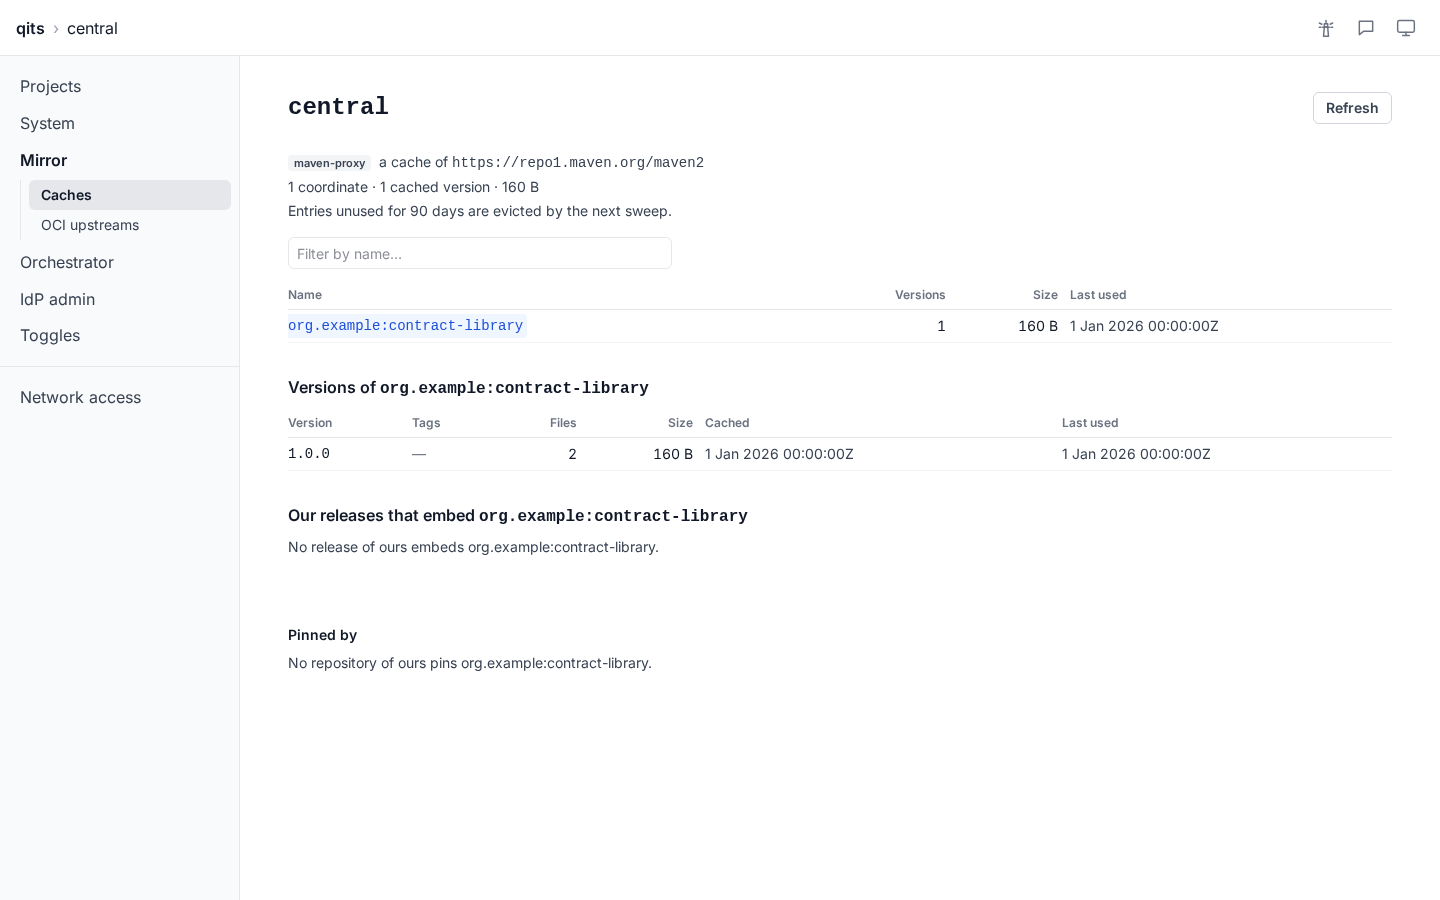 qits › central
Projects
System
Mirror
Caches
OCI upstreams
Orchestrator
IdP admin
Toggles
Network access
central
Refresh
maven-proxy a cache of https://repo1.maven.org/maven2
1 coordinate · 1 cached version · 160 B
Entries unused for 90 days are evicted by the next sweep.
Filter by name...
Name Versions Size Last used
org.example:contract-library 1 160 B 1 Jan 2026 00:00:00Z
Versions of org.example:contract-library
Version Tags Files Size Cached Last used
1.0.0 — 2 160 B 1 Jan 2026 00:00:00Z 1 Jan 2026 00:00:00Z
Our releases that embed org.example:contract-library
No release of ours embeds org.example:contract-library.
Pinned by
No repository of ours pins org.example:contract-library.